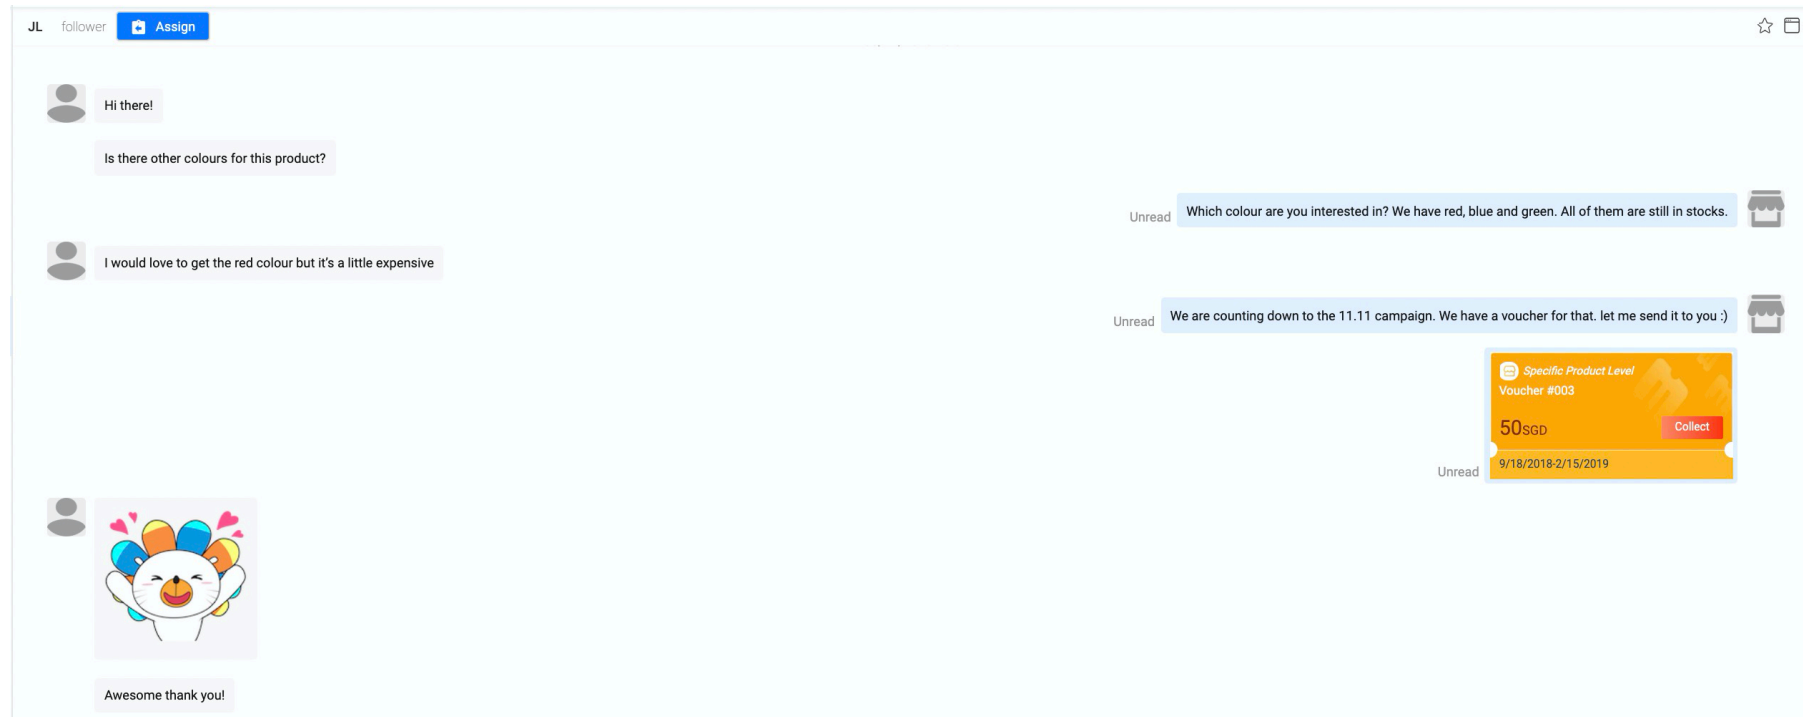 JL follower Assign
Hi there!
Is there other colours for this product?
Unread Which colour are you interested in? We have red, blue and green. All of them are still in stocks.
I would love to get the red colour but it's a little expensive
Unread We are counting down to the 11.11 campaign. We have a voucher for that. let me send it to you :)
Specific Product Level
Voucher #003
50SGD Collect
9/18/2018-2/15/2019
Unread
Awesome thank you!